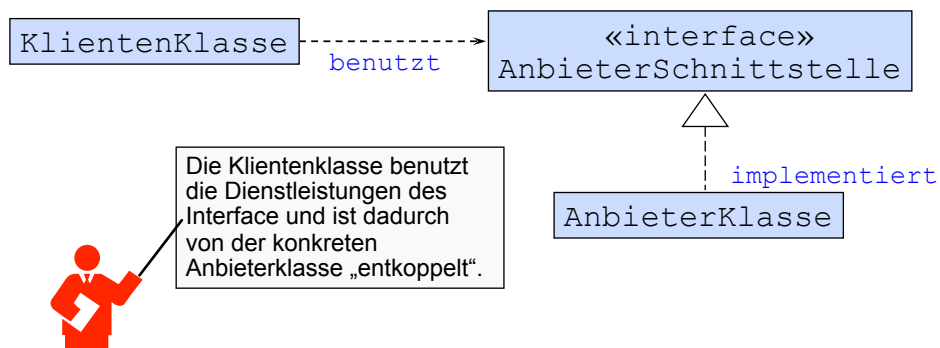 KlientenKlasse
benutzt
«interface»
AnbieterSchnittstelle
implementiert
AnbieterKlasse
Die Klientenklasse benutzt
die Dienstleistungen des
Interface und ist dadurch
von der konkreten
Anbieterklasse „entkoppelt“.